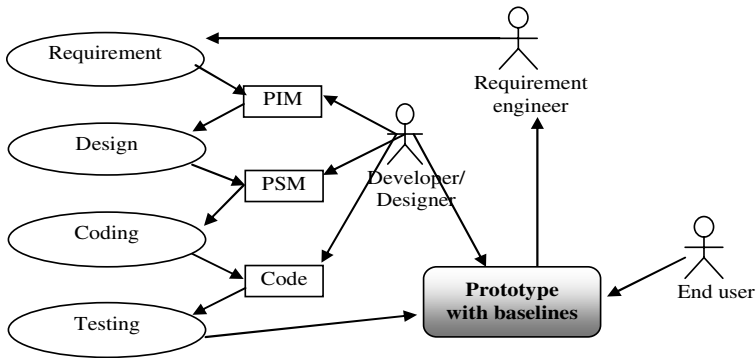 Requirement
PIM
Requirement
engineer
Design
PSM
Developer/
Designer
Coding
Code
Prototype
with baselines
End user
Testing